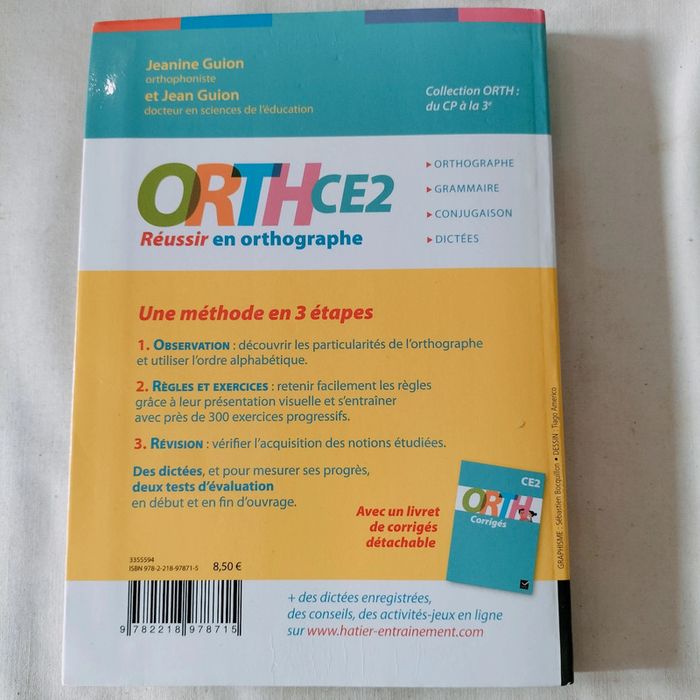 Jeanine Guion
orthophoniste
et Jean Guion
docteur en sciences de l'éducation
Collection ORTH :
du CP à la 3e
ORTHCE2
Réussir en orthographe
▸ ORTHOGRAPHE
▸ GRAMMAIRE
▸ CONJUGAISON
▸ DICTÉES
Une méthode en 3 étapes
1. OBSERVATION : découvrir les particularités de l'orthographe
et utiliser l'ordre alphabétique.
2. RÈGLES ET EXERCICES : retenir facilement les règles
grâce à leur présentation visuelle et s'entraîner
avec près de 300 exercices progressifs.
3. RÉVISION : vérifier l'acquisition des notions étudiées.
Des dictées, et pour mesurer ses progrès,
deux tests d'évaluation
en début et en fin d'ouvrage.
Avec un livret
de corrigés
détachable
CE2
ORTH
Corrigés
GRAPHISME : Sébastien Bocquillon • DESSIN : Tiago Americo
3355594
ISBN 978-2-218-97871-5
8,50 €
9 782218 978715
+ des dictées enregistrées,
des conseils, des activités-jeux en ligne
sur www.hatier-entrainement.com